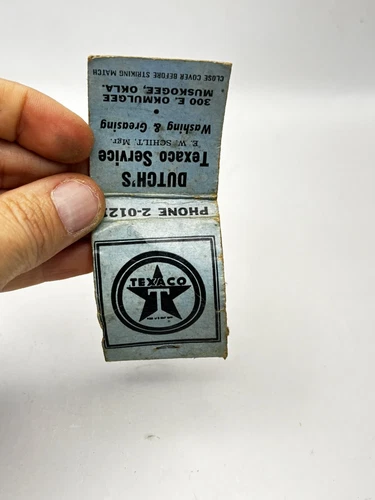 DUTCH'S
Texaco Service
E. W. SCHILT, Mgr.
Washing & Greasing
•
300 E. OKMULGEE
MUSKOGEE, OKLA.
CLOSE COVER BEFORE STRIKING MATCH
PHONE 2-012
TEXACO
T